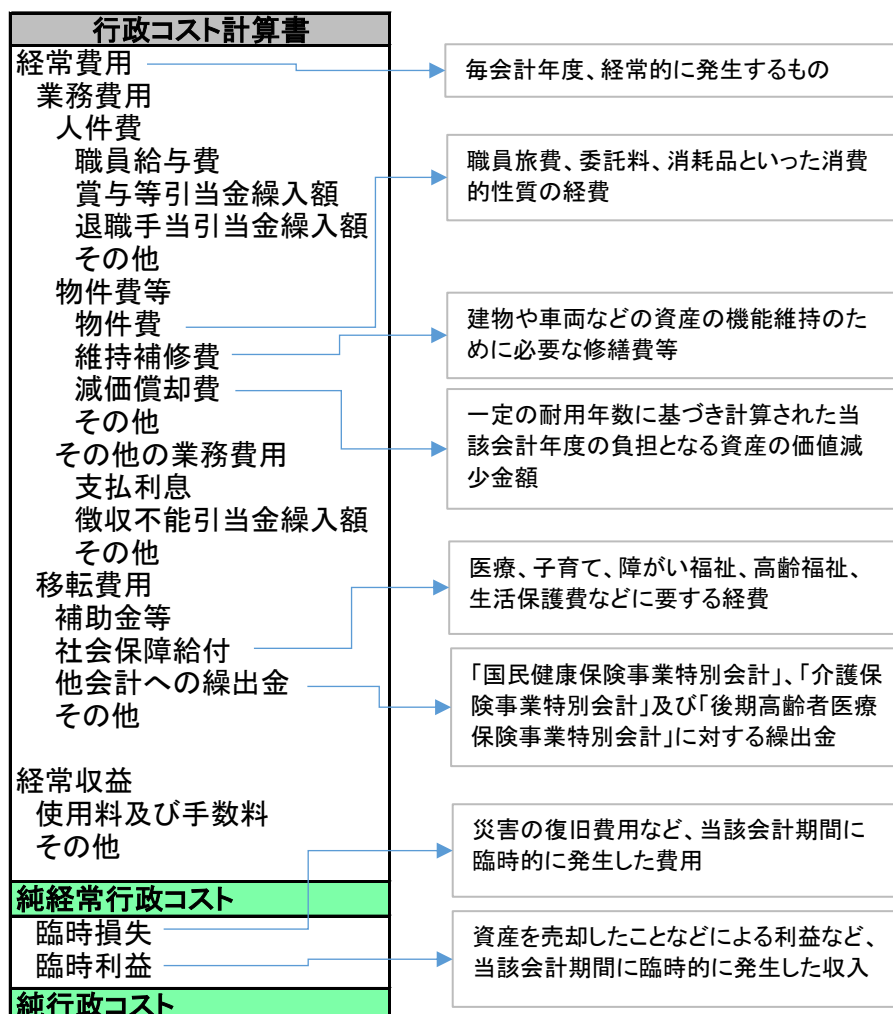 行政コスト計算書
経常費用
業務費用
人件費
職員給与費
賞与等引当金繰入額
退職手当引当金繰入額
その他
物件費等
物件費
維持補修費
減価償却費
その他
その他の業務費用
支払利息
徴収不能引当金繰入額
その他
移転費用
補助金等
社会保障給付
他会計への繰出金
その他
経常収益
使用料及び手数料
その他
純経常行政コスト
臨時損失
臨時利益
純行政コスト
毎会計年度、経常的に発生するもの
職員旅費、委託料、消耗品といった消費
的性質の経費
建物や車両などの資産の機能維持のた
めに必要な修繕費等
一定の耐用年数に基づき計算された当
該会計年度の負担となる資産の価値減
少金額
医療、子育て、障がい福祉、高齢福祉、
生活保護費などに要する経費
「国民健康保険事業特別会計」、「介護保
険事業特別会計」及び「後期高齢者医療
保険事業特別会計」に対する繰出金
災害の復旧費用など、当該会計期間に
臨時的に発生した費用
資産を売却したことなどによる利益など、
当該会計期間に臨時的に発生した収入